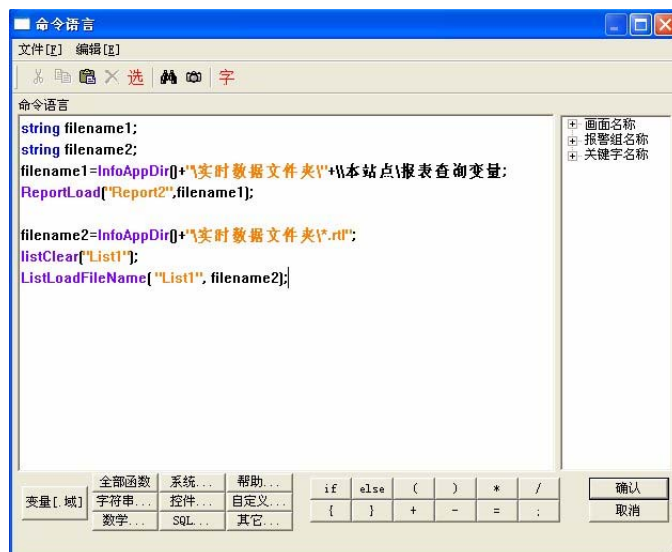 命令语言
文件[F] 编辑[E]
选 字
命令语言
string filename1;
string filename2;
filename1=InfoAppDir()+"\实时数据文件夹\"+\\本站点\报表查询变量;
ReportLoad("Report2",filename1);
filename2=InfoAppDir()+"\实时数据文件夹\*.rtl";
listClear("List1");
ListLoadFileName( "List1", filename2);
画面名称
报警组名称
关键字名称
变量[.域]
全部函数 系统... 帮助...
字符串... 控件... 自定义...
数学... SQL... 其它...
if else ( ) * /
{ } + - = ;
确认
取消